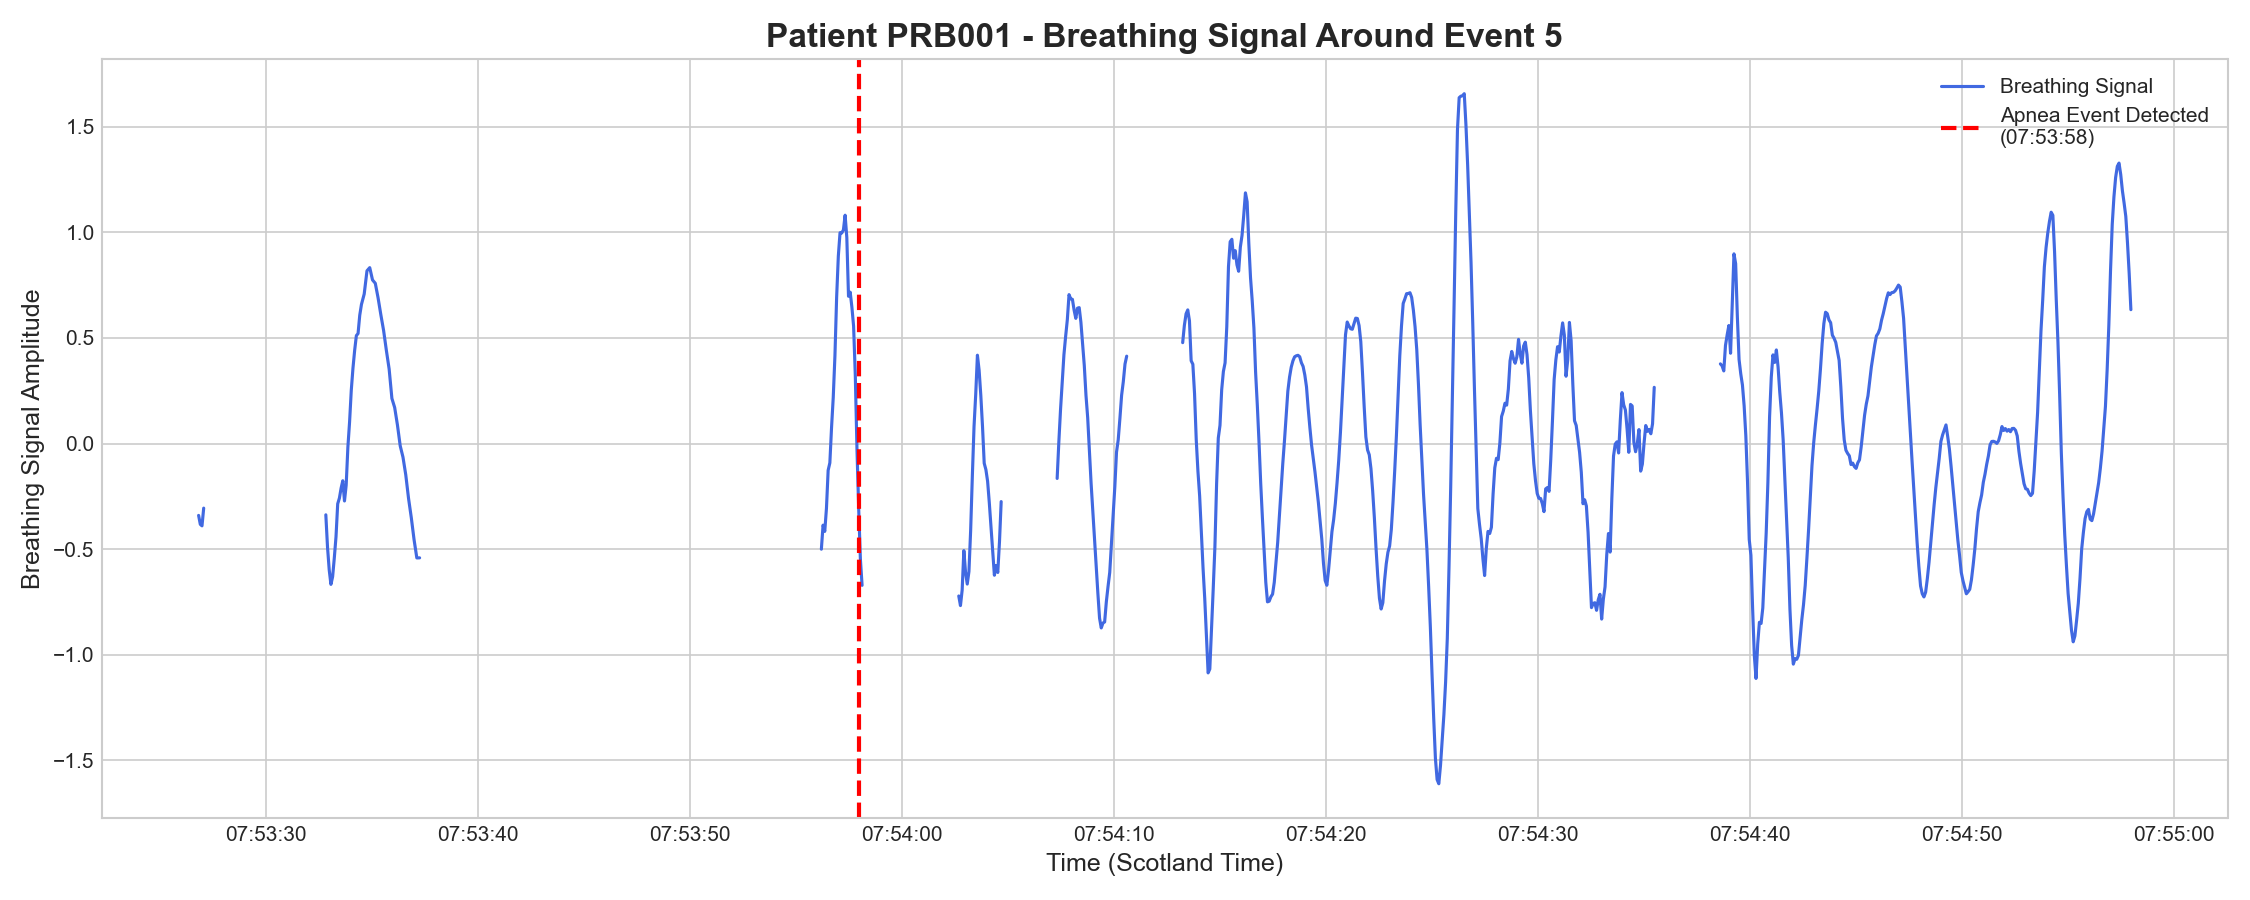 Patient PRB001 - Breathing Signal Around Event 5
Breathing Signal
Apnea Event Detected
(07:53:58)
Breathing Signal Amplitude
1.5
1.0
0.5
0.0
−0.5
−1.0
−1.5
07:53:30 07:53:40 07:53:50 07:54:00 07:54:10 07:54:20 07:54:30 07:54:40 07:54:50 07:55:00
Time (Scotland Time)